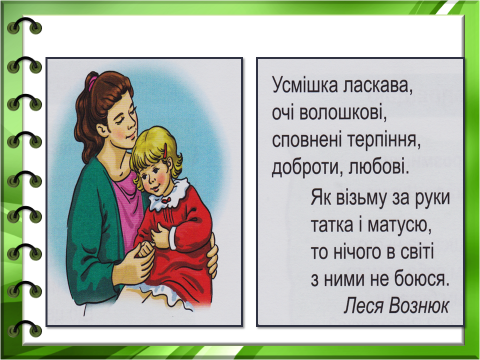 Усмішка ласкава,
очі волошкові,
сповнені терпіння,
доброти, любові.
Як візьму за руки
татка і матусю,
то нічого в світі
з ними не боюся.
Леся Вознюк